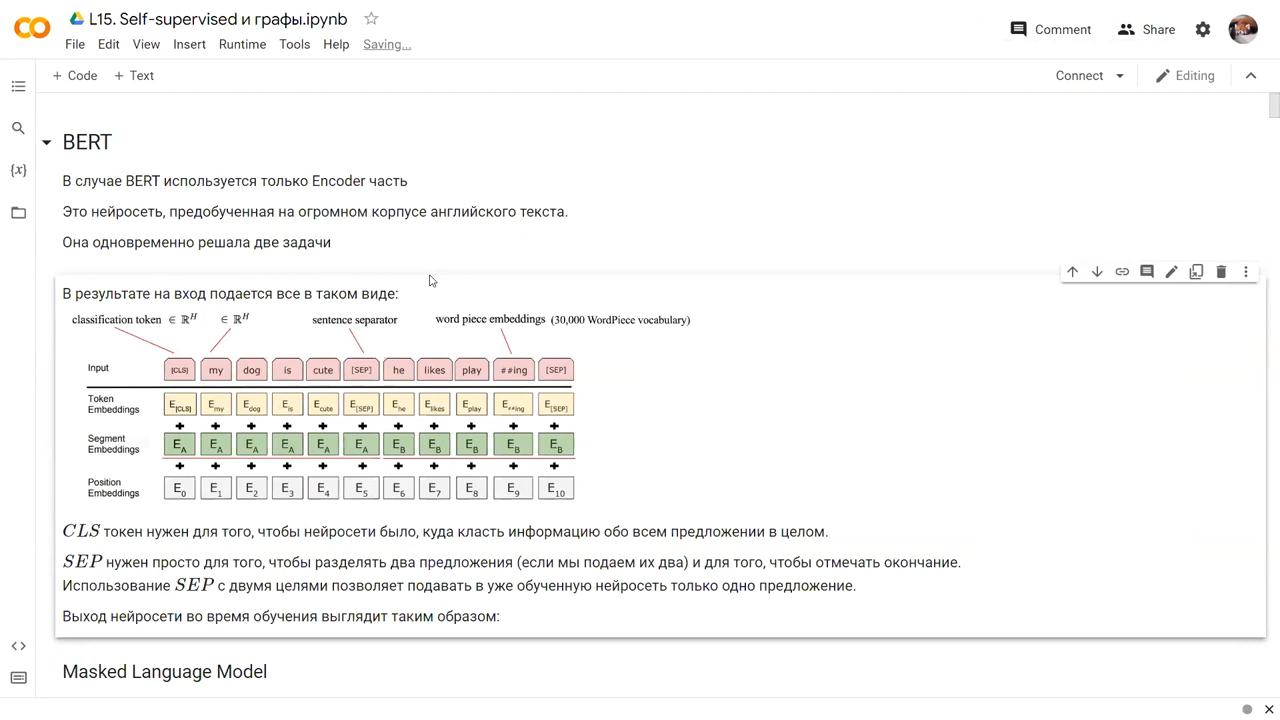 L15. Self-supervised и графы.ipynb
Comment
Share
File Edit View Insert Runtime Tools Help Saving...
+ Code + Text
Connect
Editing
{x}
BERT
В случае BERT используется только Encoder часть
Это нейросеть, предобученная на огромном корпусе английского текста.
Она одновременно решала две задачи
В результате на вход подается все в таком виде:
classification token ∈ ℝ^H ∈ ℝ^H sentence separator word piece embeddings (30,000 WordPiece vocabulary)
Input [CLS] my dog is cute [SEP] he likes play ##ing [SEP]
Token Embeddings E[CLS] Emy Edog Eis Ecute E[SEP] Ehe Elikes Eplay E##ing E[SEP]
+ + + + + + + + + + +
Segment Embeddings EA EA EA EA EA EA EB EB EB EB EB
+ + + + + + + + + + +
Position Embeddings E0 E1 E2 E3 E4 E5 E6 E7 E8 E9 E10
CLS токен нужен для того, чтобы нейросети было, куда класть информацию обо всем предложении в целом.
SEP нужен просто для того, чтобы разделять два предложения (если мы подаем их два) и для того, чтобы отмечать окончание.
Использование SEP с двумя целями позволяет подавать в уже обученную нейросеть только одно предложение.
Выход нейросети во время обучения выглядит таким образом:
Masked Language Model